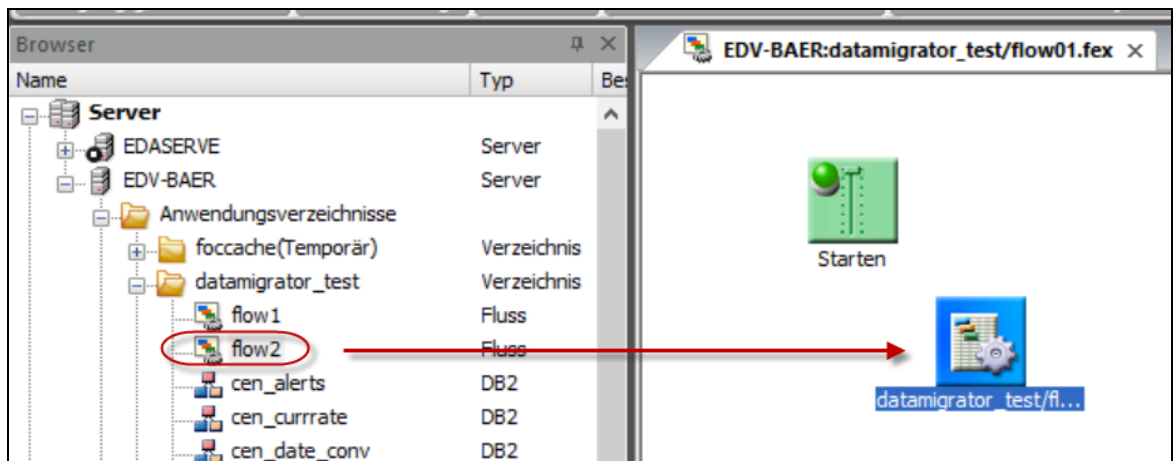 Browser
Name Typ Be
Server
EDASERVE Server
EDV-BAER Server
Anwendungsverzeichnisse
foccache(Temporär) Verzeichnis
datamigrator_test Verzeichnis
flow1 Fluss
flow2 Fluss
cen_alerts DB2
cen_currrate DB2
cen_date_conv DB2
EDV-BAER:datamigrator_test/flow01.fex
Starten
datamigrator_test/fl...